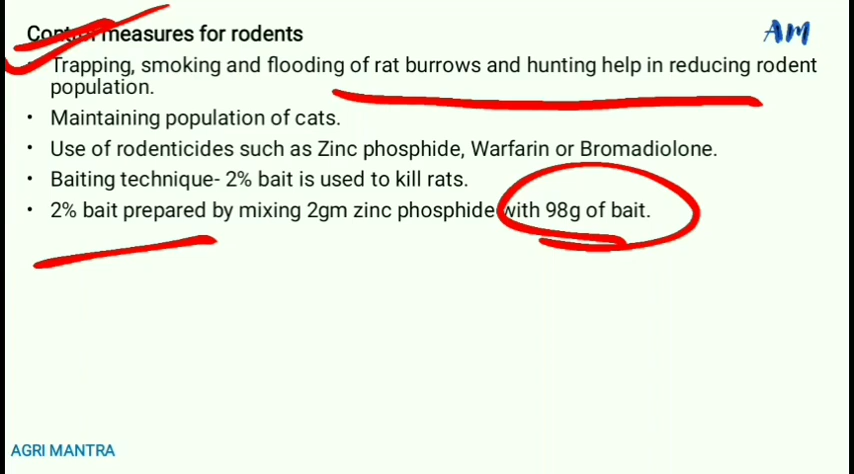 Control measures for rodents
AM
• Trapping, smoking and flooding of rat burrows and hunting help in reducing rodent
population.
• Maintaining population of cats.
• Use of rodenticides such as Zinc phosphide, Warfarin or Bromadiolone.
• Baiting technique- 2% bait is used to kill rats.
• 2% bait prepared by mixing 2gm zinc phosphide with 98g of bait.
AGRI MANTRA